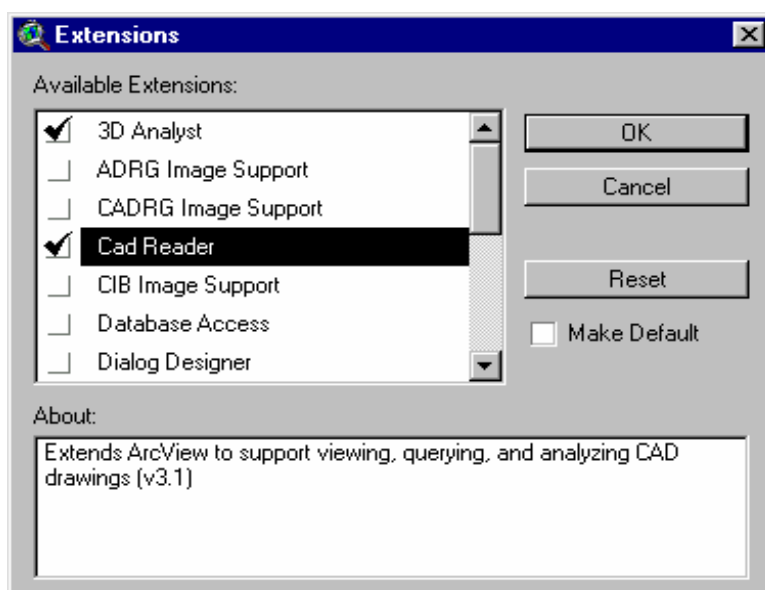 Extensions
Available Extensions:
3D Analyst
ADRG Image Support
CADRG Image Support
Cad Reader
CIB Image Support
Database Access
Dialog Designer
OK
Cancel
Reset
Make Default
About:
Extends ArcView to support viewing, querying, and analyzing CAD
drawings (v3.1)